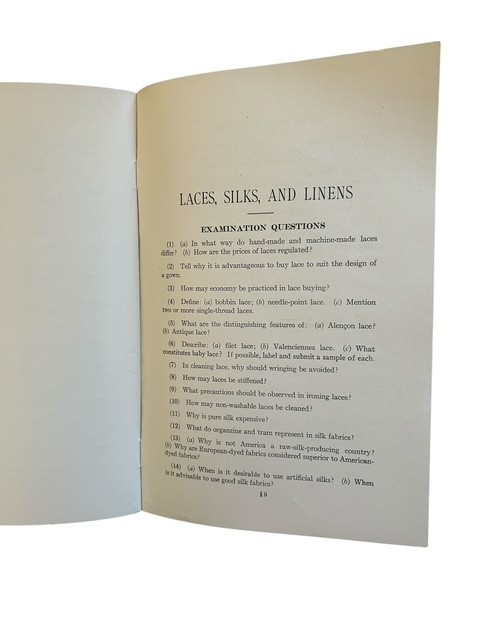 LACES, SILKS, AND LINENS
EXAMINATION QUESTIONS
(1) (a) In what way do hand-made and machine-made laces
differ? (b) How are the prices of laces regulated?
(2) Tell why it is advantageous to buy lace to suit the design of
a gown.
(3) How may economy be practiced in lace buying?
(4) Define: (a) bobbin lace; (b) needle-point lace. (c) Mention
two or more single-thread laces.
(5) What are the distinguishing features of: (a) Alençon lace?
(b) Antique lace?
(6) Describe: (a) filet lace; (b) Valenciennes lace. (c) What
constitutes baby lace? If possible, label and submit a sample of each.
(7) In cleaning lace, why should wringing be avoided?
(8) How may laces be stiffened?
(9) What precautions should be observed in ironing laces?
(10) How may non-washable laces be cleaned?
(11) Why is pure silk expensive?
(12) What do organzine and tram represent in silk fabrics?
(13) (a) Why is not America a raw-silk-producing country?
(b) Why are European-dyed fabrics considered superior to American-
dyed fabrics?
(14) (a) When is it desirable to use artificial silks? (b) When
is it advisable to use good silk fabrics?
§ 9